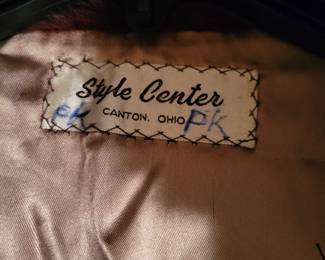 Style Center
CANTON, OHIO
PK PK